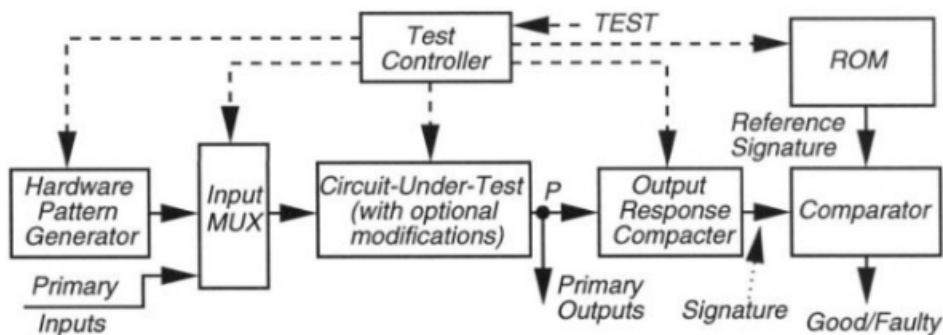 Test
Controller
TEST
ROM
Reference
Signature
Hardware
Pattern
Generator
Input
MUX
Circuit-Under-Test
(with optional
modifications)
P
Output
Response
Compacter
Comparator
Primary
Inputs
Primary
Outputs
Signature
Good/Faulty